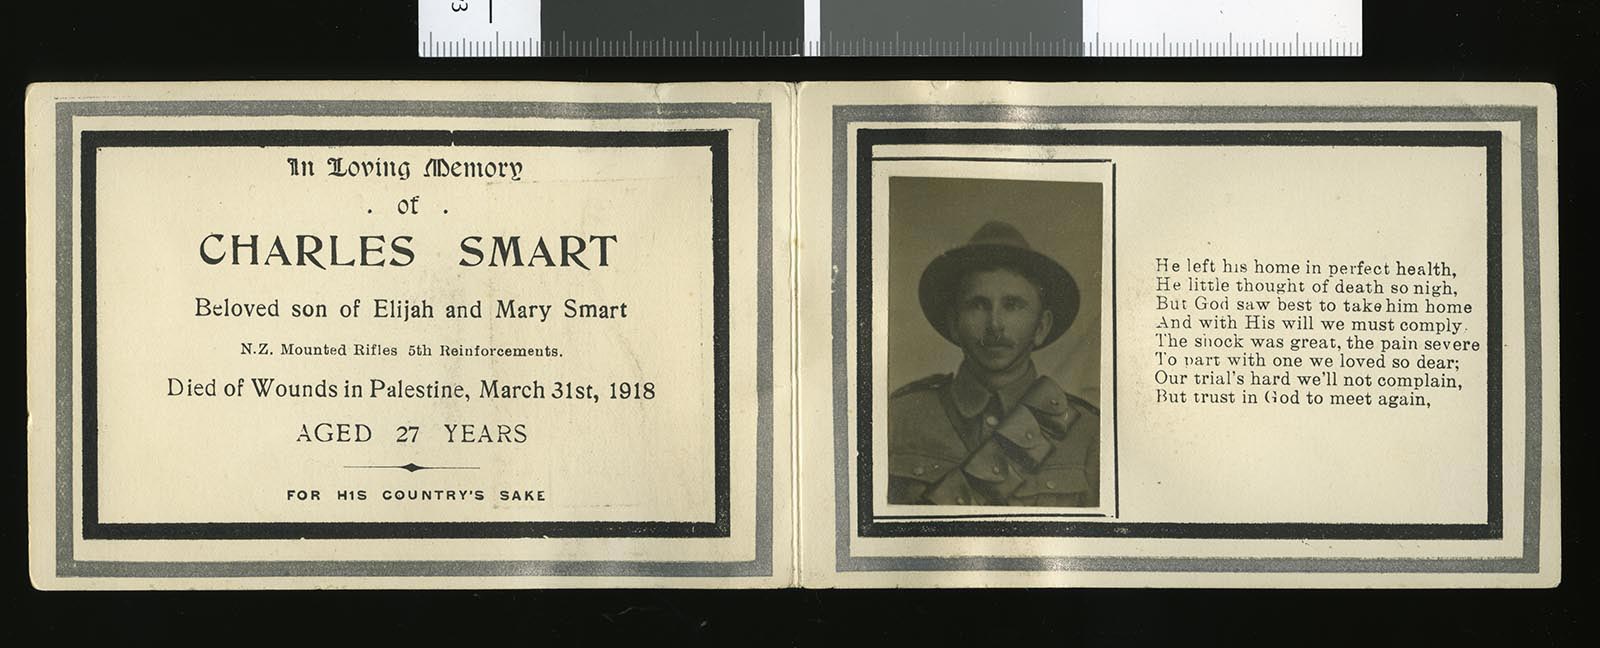 In Loving Memory
. of .
CHARLES SMART
Beloved son of Elijah and Mary Smart
N.Z. Mounted Rifles 5th Reinforcements.
Died of Wounds in Palestine, March 31st, 1918
AGED 27 YEARS
FOR HIS COUNTRY'S SAKE
He left his home in perfect health,
He little thought of death so nigh,
But God saw best to take him home
And with His will we must comply.
The shock was great, the pain severe
To part with one we loved so dear;
Our trial's hard we'll not complain,
But trust in God to meet again,